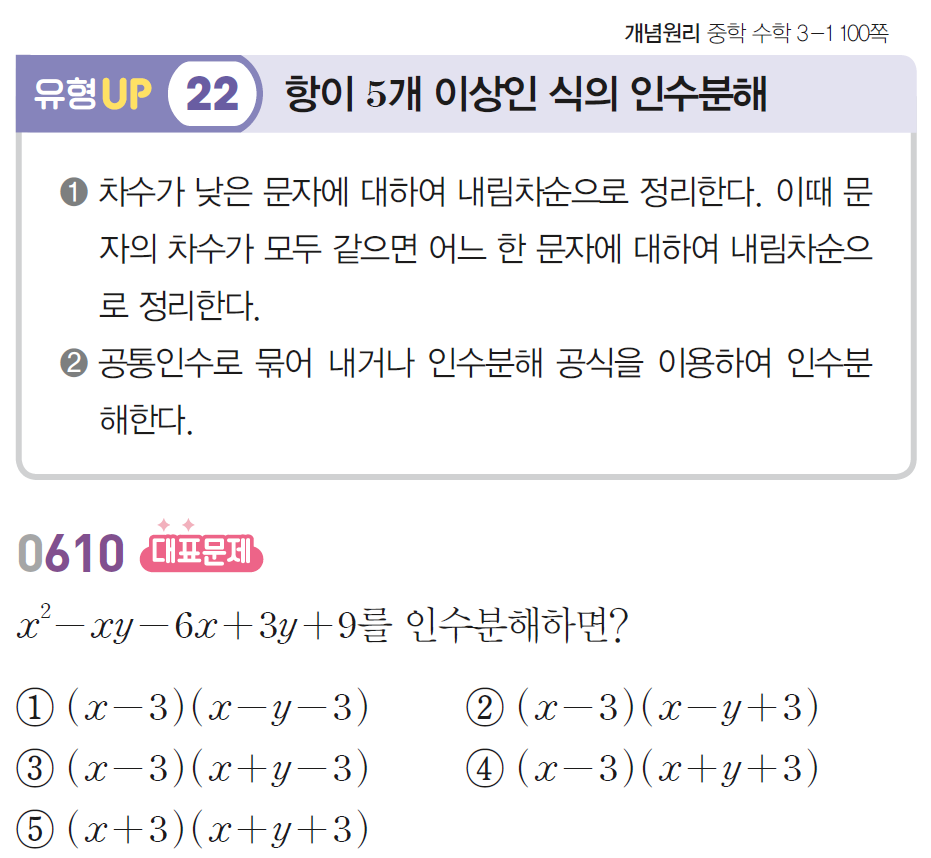 개념원리 중학 수학 3-1 100쪽
유형UP 22 항이 5개 이상인 식의 인수분해
❶ 차수가 낮은 문자에 대하여 내림차순으로 정리한다. 이때 문
자의 차수가 모두 같으면 어느 한 문자에 대하여 내림차순으
로 정리한다.
❷ 공통인수로 묶어 내거나 인수분해 공식을 이용하여 인수분
해한다.
0610 대표문제
x²-xy-6x+3y+9를 인수분해하면?
① (x-3)(x-y-3) ② (x-3)(x-y+3)
③ (x-3)(x+y-3) ④ (x-3)(x+y+3)
⑤ (x+3)(x+y+3)